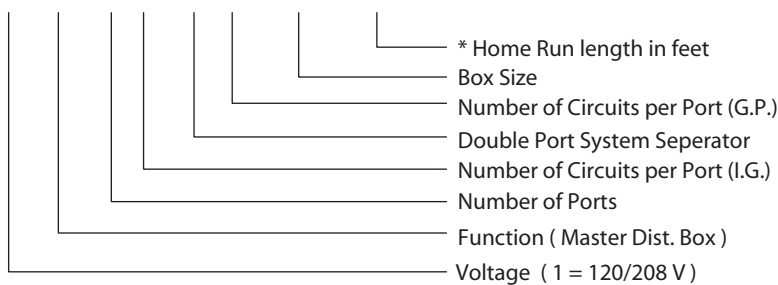 * Home Run length in feet
Box Size
Number of Circuits per Port (G.P.)
Double Port System Seperator
Number of Circuits per Port (I.G.)
Number of Ports
Function ( Master Dist. Box )
Voltage ( 1 = 120/208 V )